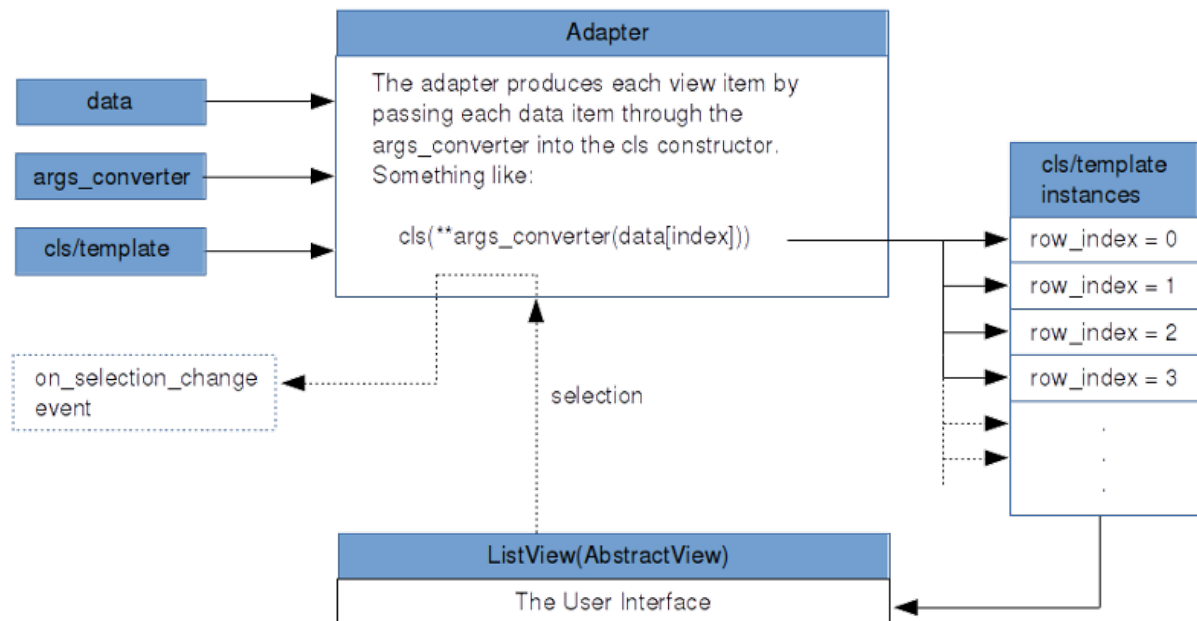 Adapter
The adapter produces each view item by
passing each data item through the
args_converter into the cls constructor.
Something like:
cls(**args_converter(data[index]))
data
args_converter
cls/template
on_selection_change
event
selection
cls/template
instances
row_index = 0
row_index = 1
row_index = 2
row_index = 3
.
.
.
ListView(AbstractView)
The User Interface